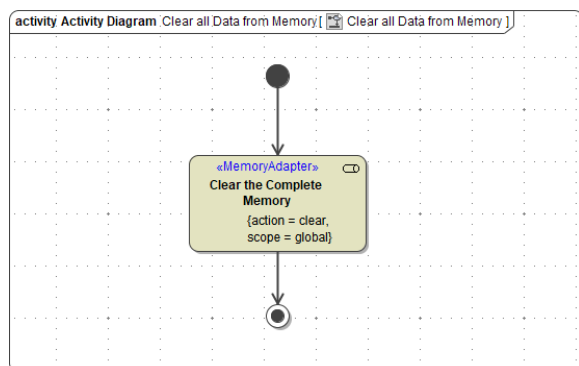 activity Activity Diagram Clear all Data from Memory [ Clear all Data from Memory ]
«MemoryAdapter»
Clear the Complete
Memory
{action = clear,
scope = global}